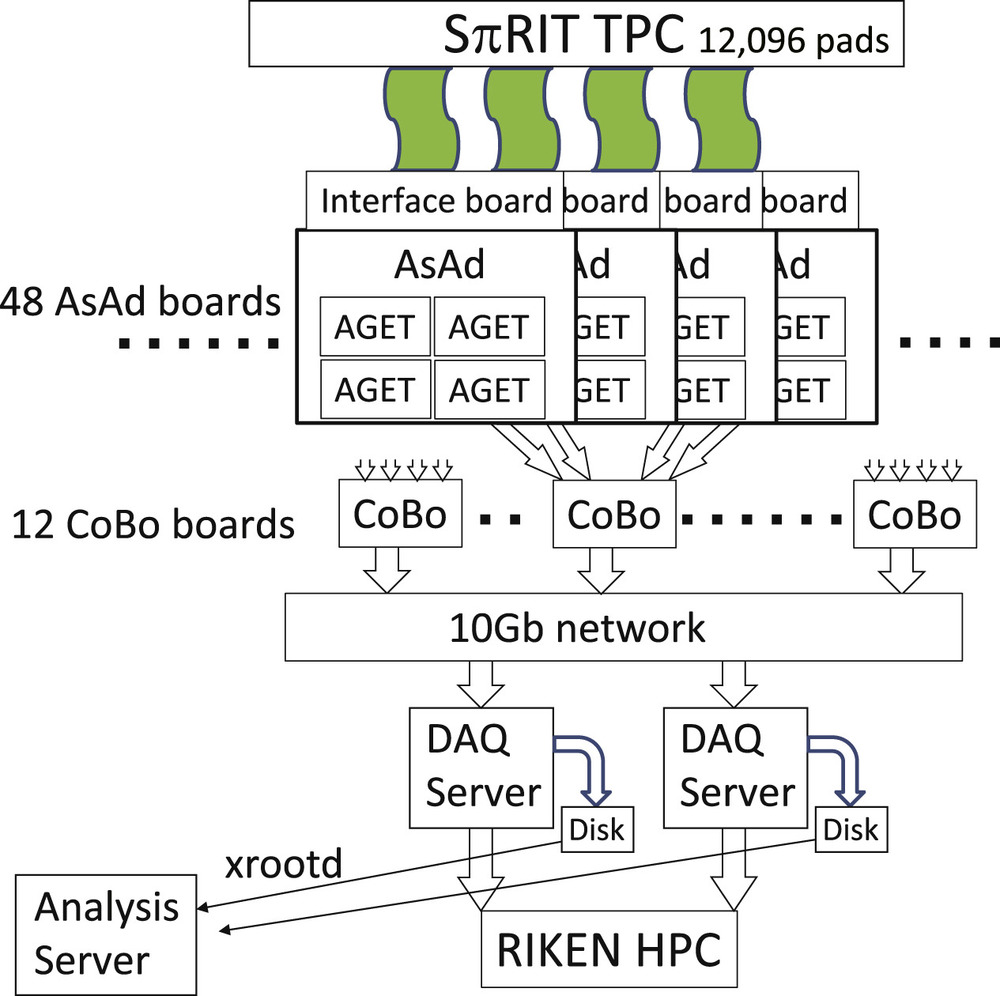 SπRIT TPC 12,096 pads
Interface board board board board
AsAd Ad Ad Ad
48 AsAd boards
AGET AGET GET GET GET
AGET AGET GET GET GET
12 CoBo boards
CoBo CoBo CoBo
10Gb network
DAQ
Server
DAQ
Server
Disk
Disk
xrootd
Analysis
Server
RIKEN HPC